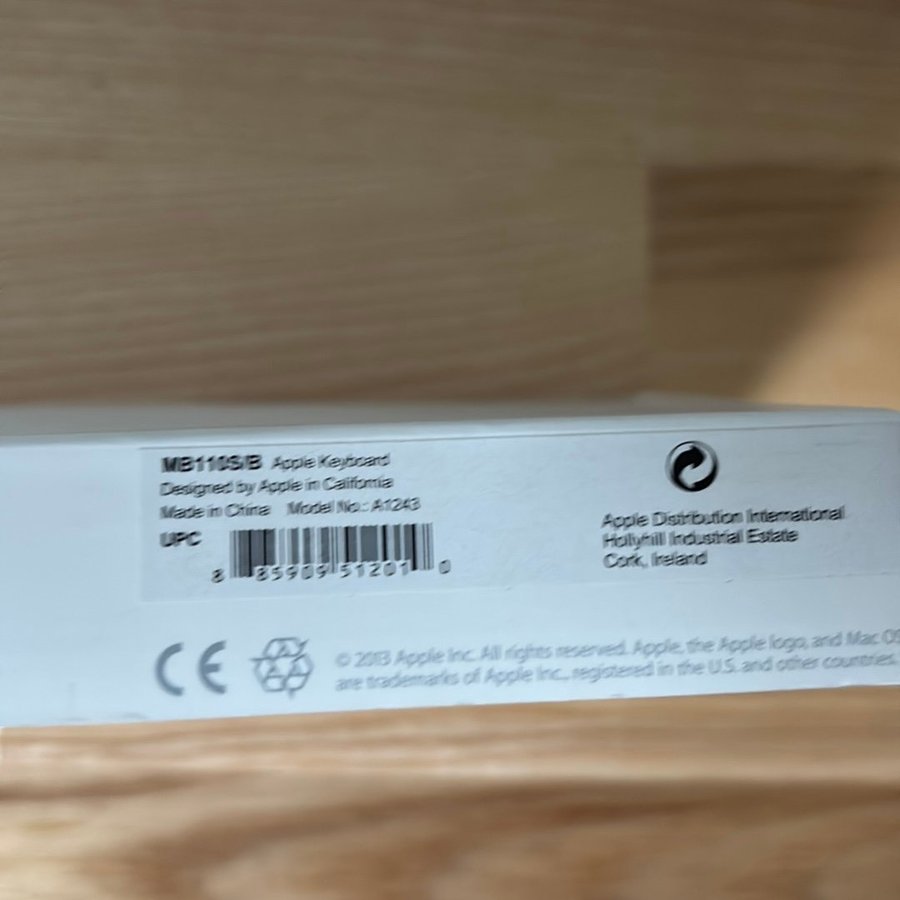 MB110S/B Apple Keyboard
Designed by Apple in California
Made in China Model No.: A1243
UPC
8 85909 51201 0
Apple Distribution International
Hollyhill Industrial Estate
Cork, Ireland
CE
© 2013 Apple Inc. All rights reserved. Apple, the Apple logo, and Mac OS
are trademarks of Apple Inc., registered in the U.S. and other countries.